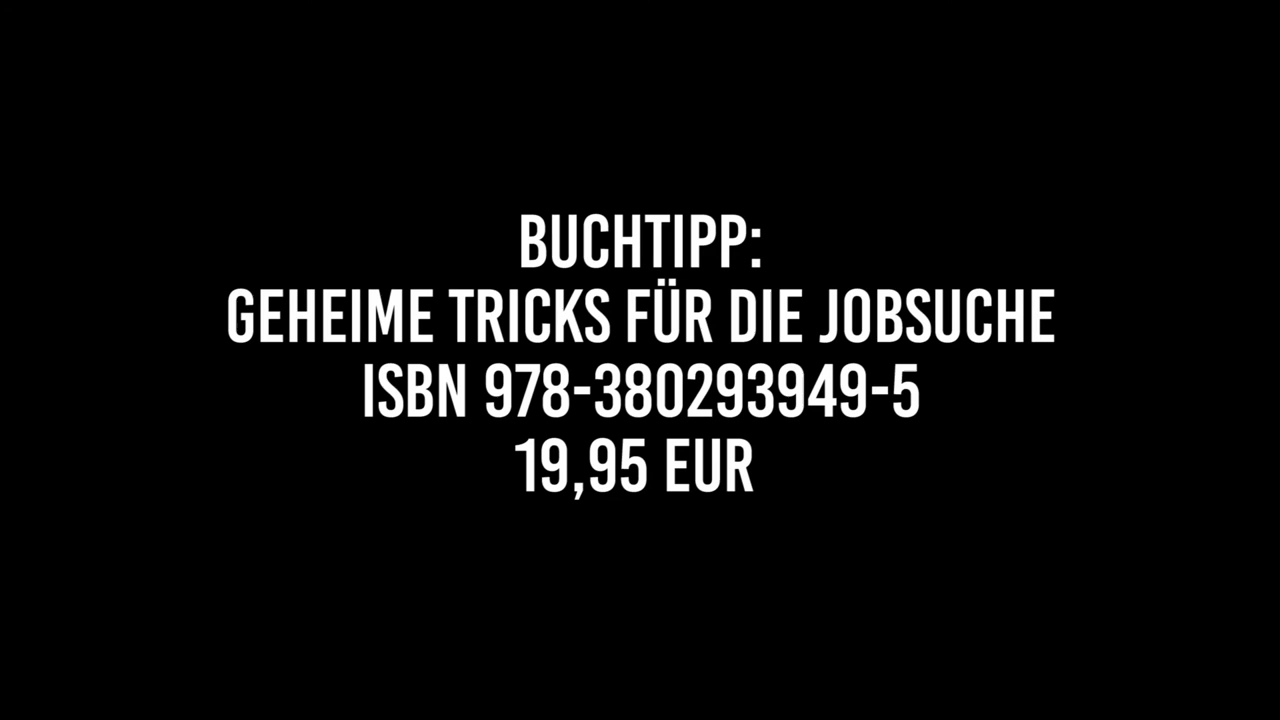 BUCHTIPP:
GEHEIME TRICKS FÜR DIE JOBSUCHE
ISBN 978-380293949-5
19,95 EUR